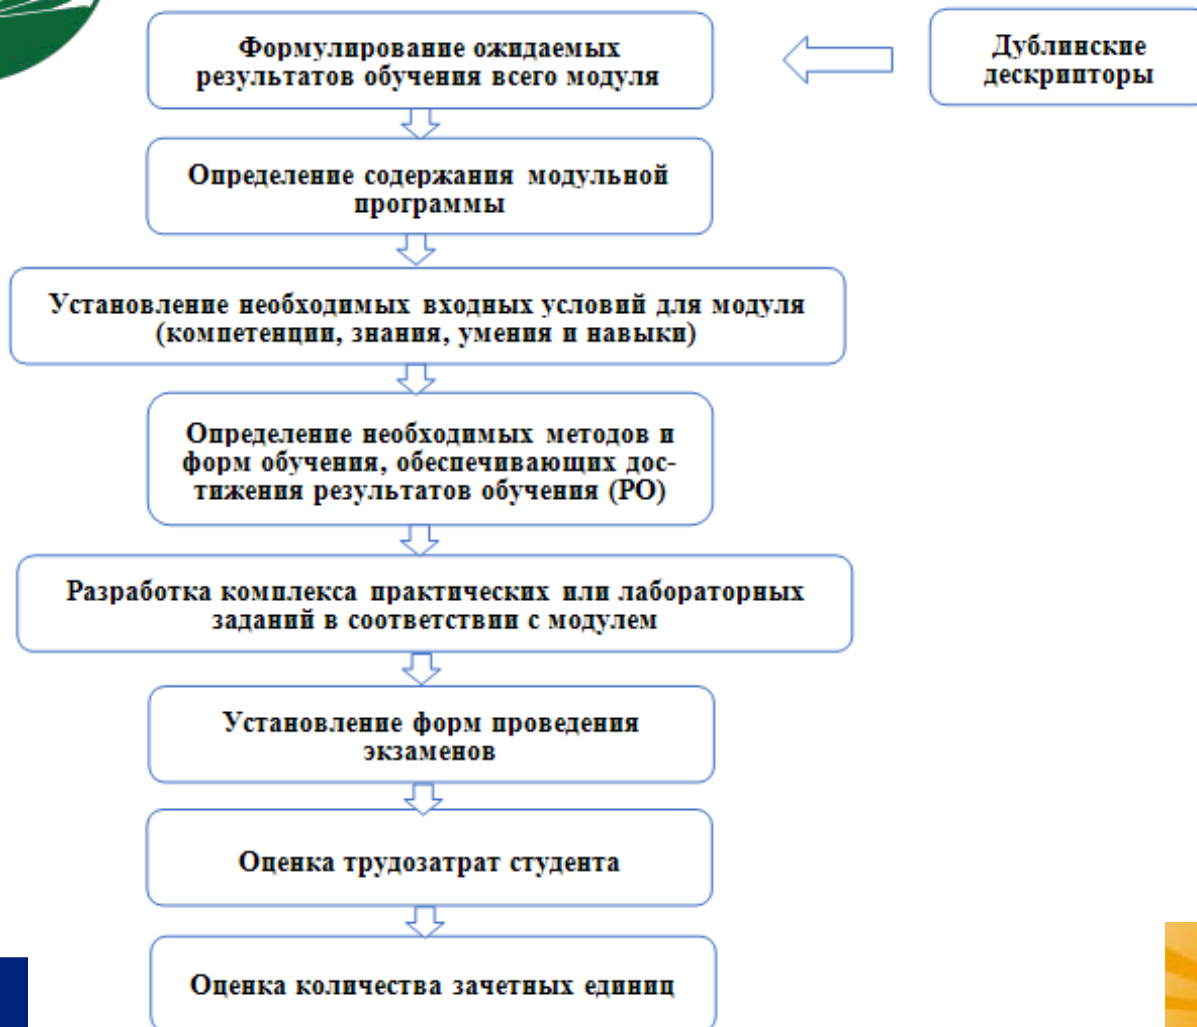 Формулирование ожидаемых
результатов обучения всего модуля
Дублинские
дескрипторы
Определение содержания модульной
программы
Установление необходимых входных условий для модуля
(компетенции, знания, умения и навыки)
Определение необходимых методов и
форм обучения, обеспечивающих дос-
тижения результатов обучения (РО)
Разработка комплекса практических или лабораторных
заданий в соответствии с модулем
Установление форм проведения
экзаменов
Оценка трудозатрат студента
Оценка количества зачетных единиц